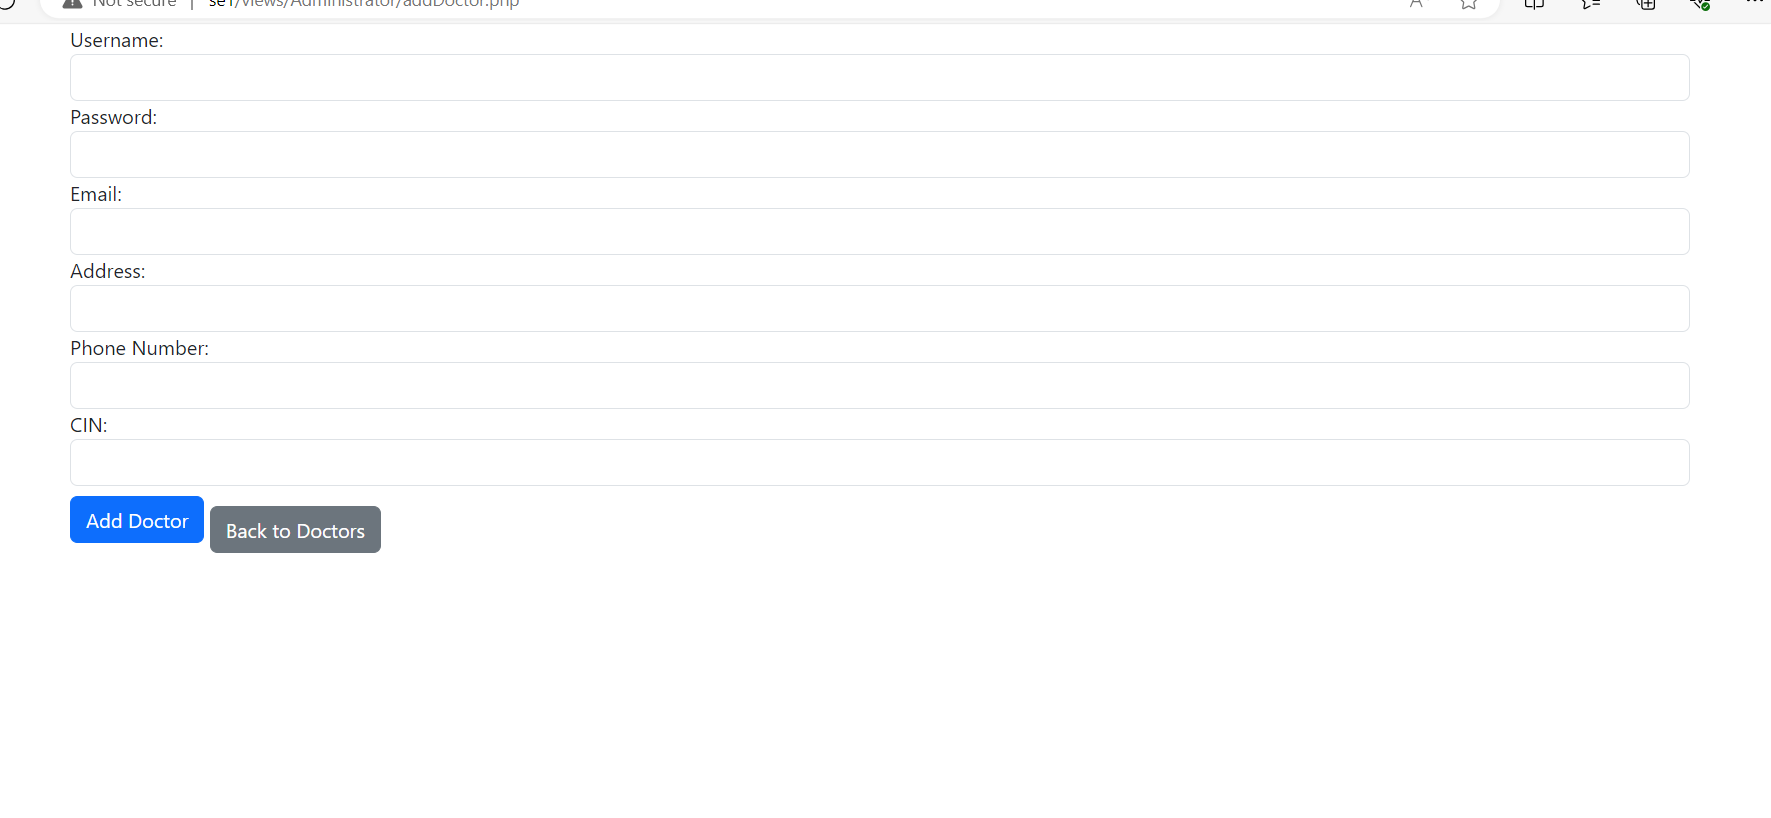 Not secure | se1/views/Administrator/addDoctor.php
Username:
Password:
Email:
Address:
Phone Number:
CIN:
Add Doctor
Back to Doctors